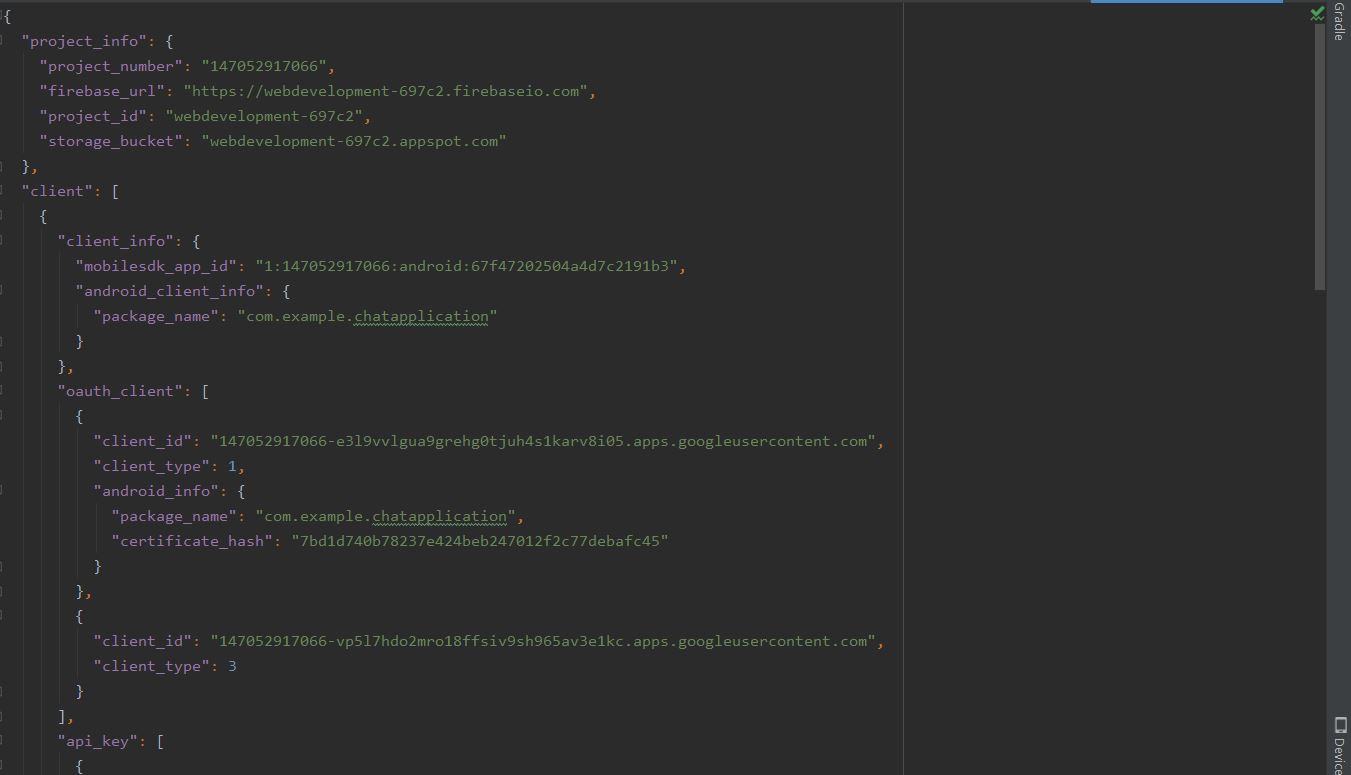 {
"project_info": {
"project_number": "147052917066",
"firebase_url": "https://webdevelopment-697c2.firebaseio.com",
"project_id": "webdevelopment-697c2",
"storage_bucket": "webdevelopment-697c2.appspot.com"
},
"client": [
{
"client_info": {
"mobilesdk_app_id": "1:147052917066:android:67f47202504a4d7c2191b3",
"android_client_info": {
"package_name": "com.example.chatapplication"
}
},
"oauth_client": [
{
"client_id": "147052917066-e3l9vvlgua9grehg0tjuh4s1karv8i05.apps.googleusercontent.com",
"client_type": 1,
"android_info": {
"package_name": "com.example.chatapplication",
"certificate_hash": "7bd1d740b78237e424beb247012f2c77debafc45"
}
},
{
"client_id": "147052917066-vp5l7hdo2mro18ffsiv9sh965av3e1kc.apps.googleusercontent.com",
"client_type": 3
}
],
"api_key": [
{
Gradle
Device